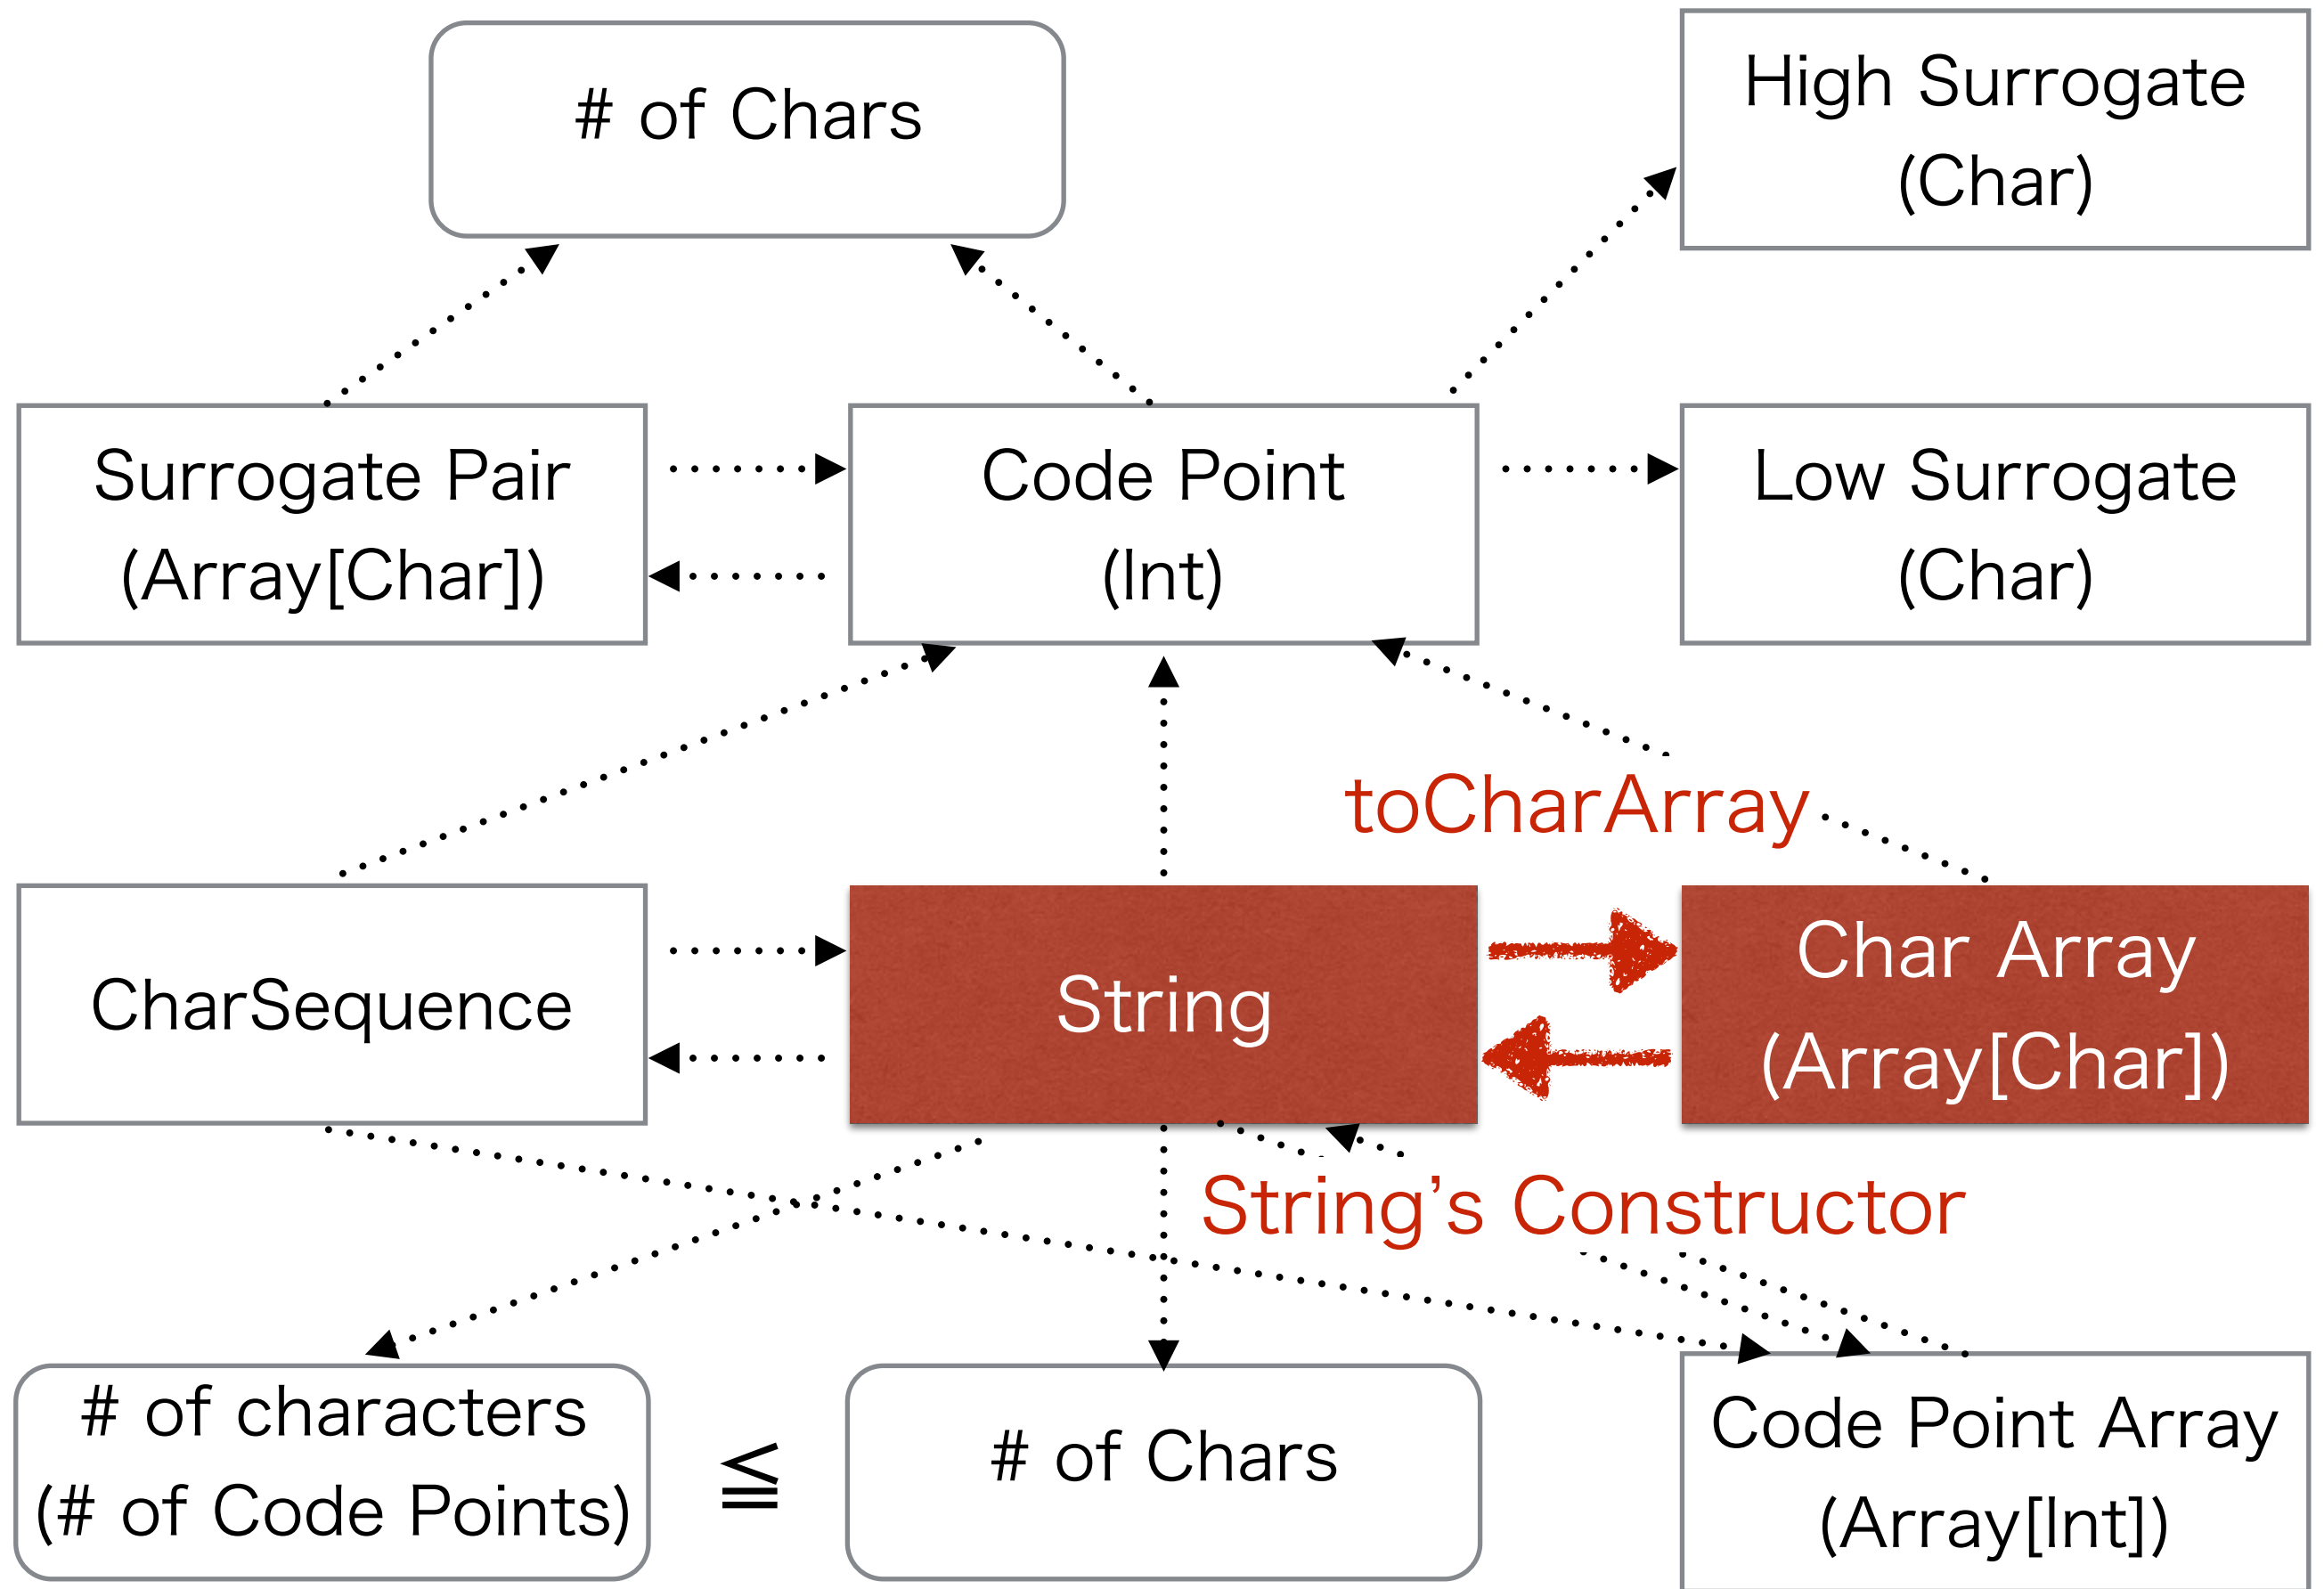 # of Chars
High Surrogate
(Char)
Surrogate Pair
(Array[Char])
Code Point
(Int)
Low Surrogate
(Char)
toCharArray
CharSequence
String
Char Array
(Array[Char])
String’s Constructor
# of characters
(# of Code Points)
≦
# of Chars
Code Point Array
(Array[Int])